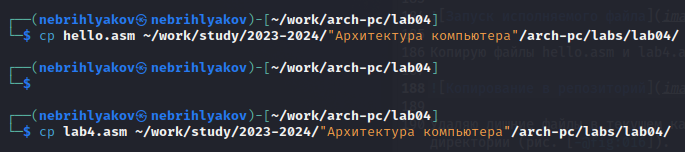 ┌──(nebrihlyakov㉿ nebrihlyakov)-[~/work/arch-pc/lab04]
└─$ cp hello.asm ~/work/study/2023-2024/"Архитектура компьютера"/arch-pc/labs/lab04/
┌──(nebrihlyakov㉿ nebrihlyakov)-[~/work/arch-pc/lab04]
└─$
┌──(nebrihlyakov㉿ nebrihlyakov)-[~/work/arch-pc/lab04]
└─$ cp lab4.asm ~/work/study/2023-2024/"Архитектура компьютера"/arch-pc/labs/lab04/